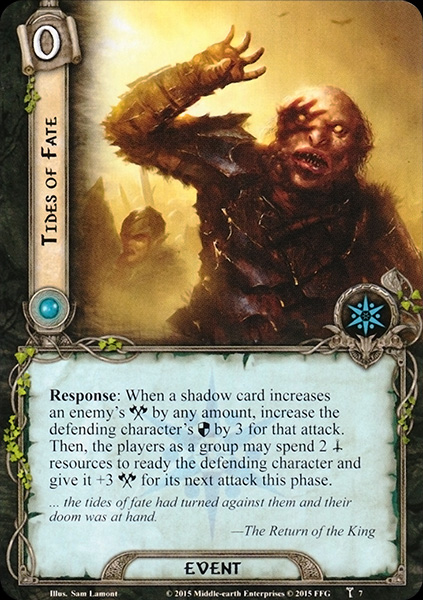 0
TIDES OF FATE
Response: When a shadow card increases
an enemy's by any amount, increase the
defending character's by 3 for that attack.
Then, the players as a group may spend 2
resources to ready the defending character and
give it +3 for its next attack this phase.
... the tides of fate had turned against them and their
doom was at hand.
—The Return of the King
EVENT
Illus. Sam Lamont © 2015 Middle-earth Enterprises © 2015 FFG 7